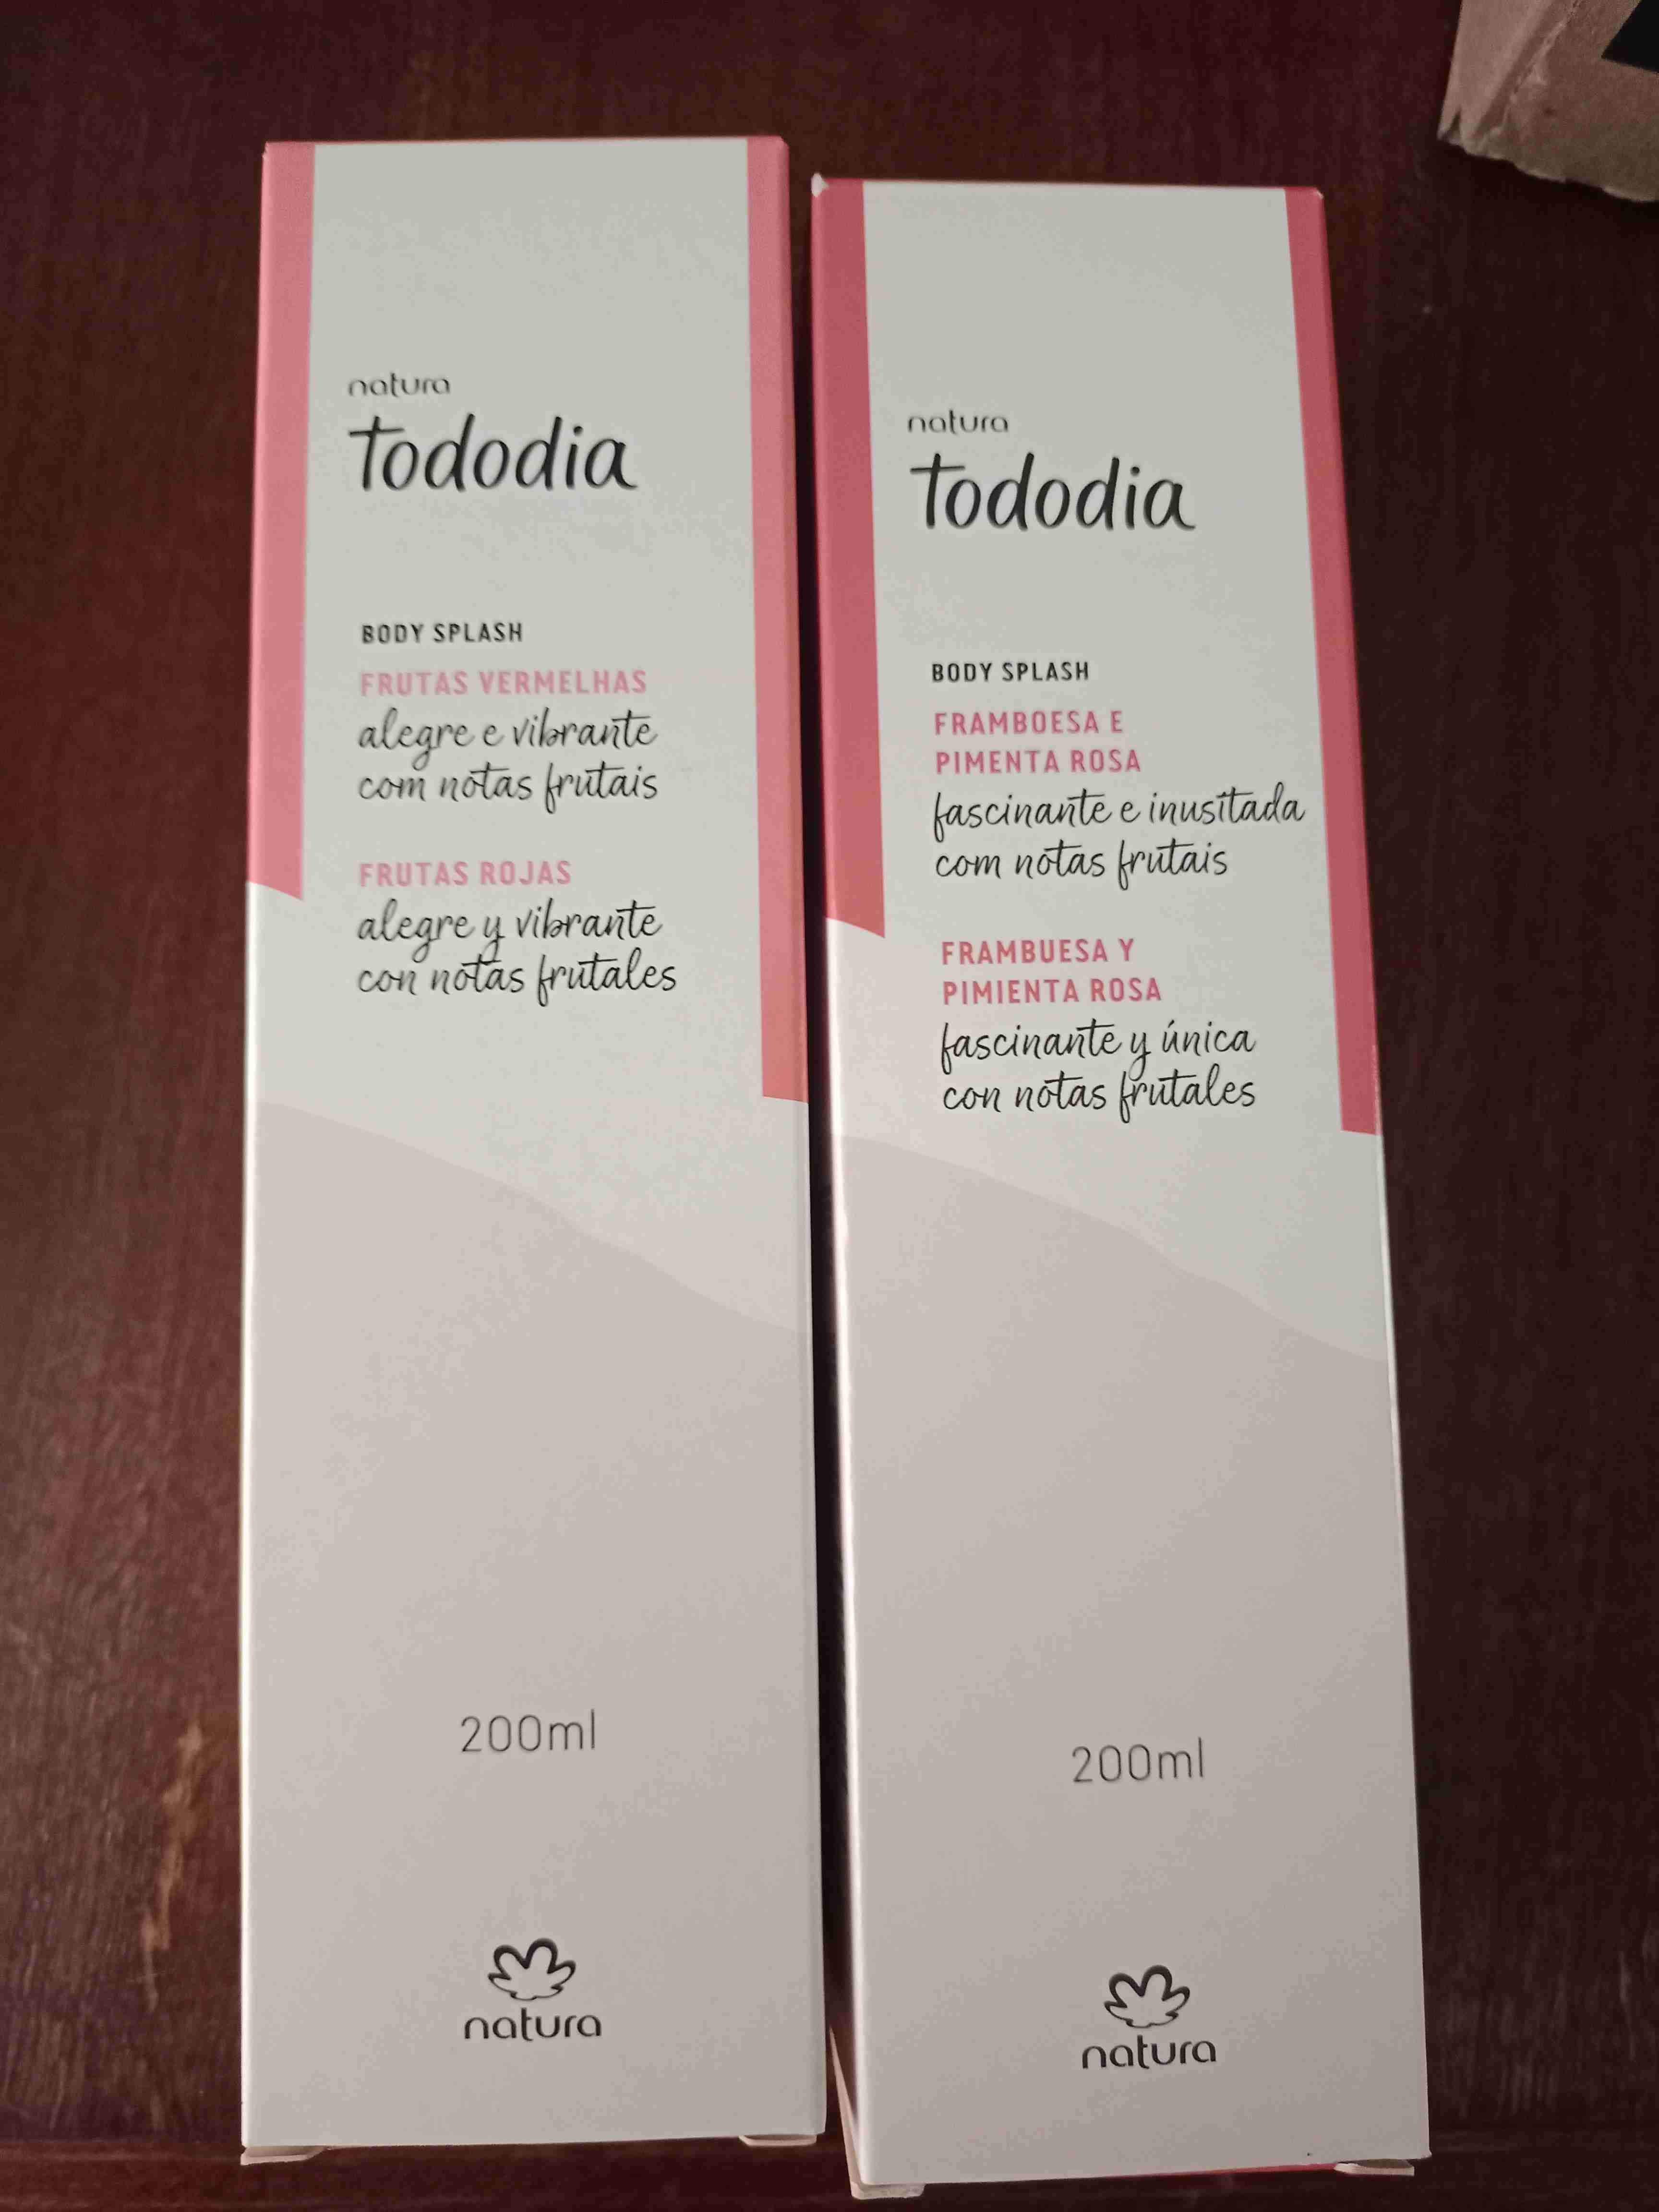 natura
tododia
BODY SPLASH
FRUTAS VERMELHAS
alegre e vibrante
com notas frutais
FRUTAS ROJAS
alegre y vibrante
con notas frutales
200ml
natura
natura
tododia
BODY SPLASH
FRAMBOESA E
PIMENTA ROSA
fascinante e inusitada
com notas frutais
FRAMBUESA Y
PIMIENTA ROSA
fascinante y única
con notas frutales
200ml
natura